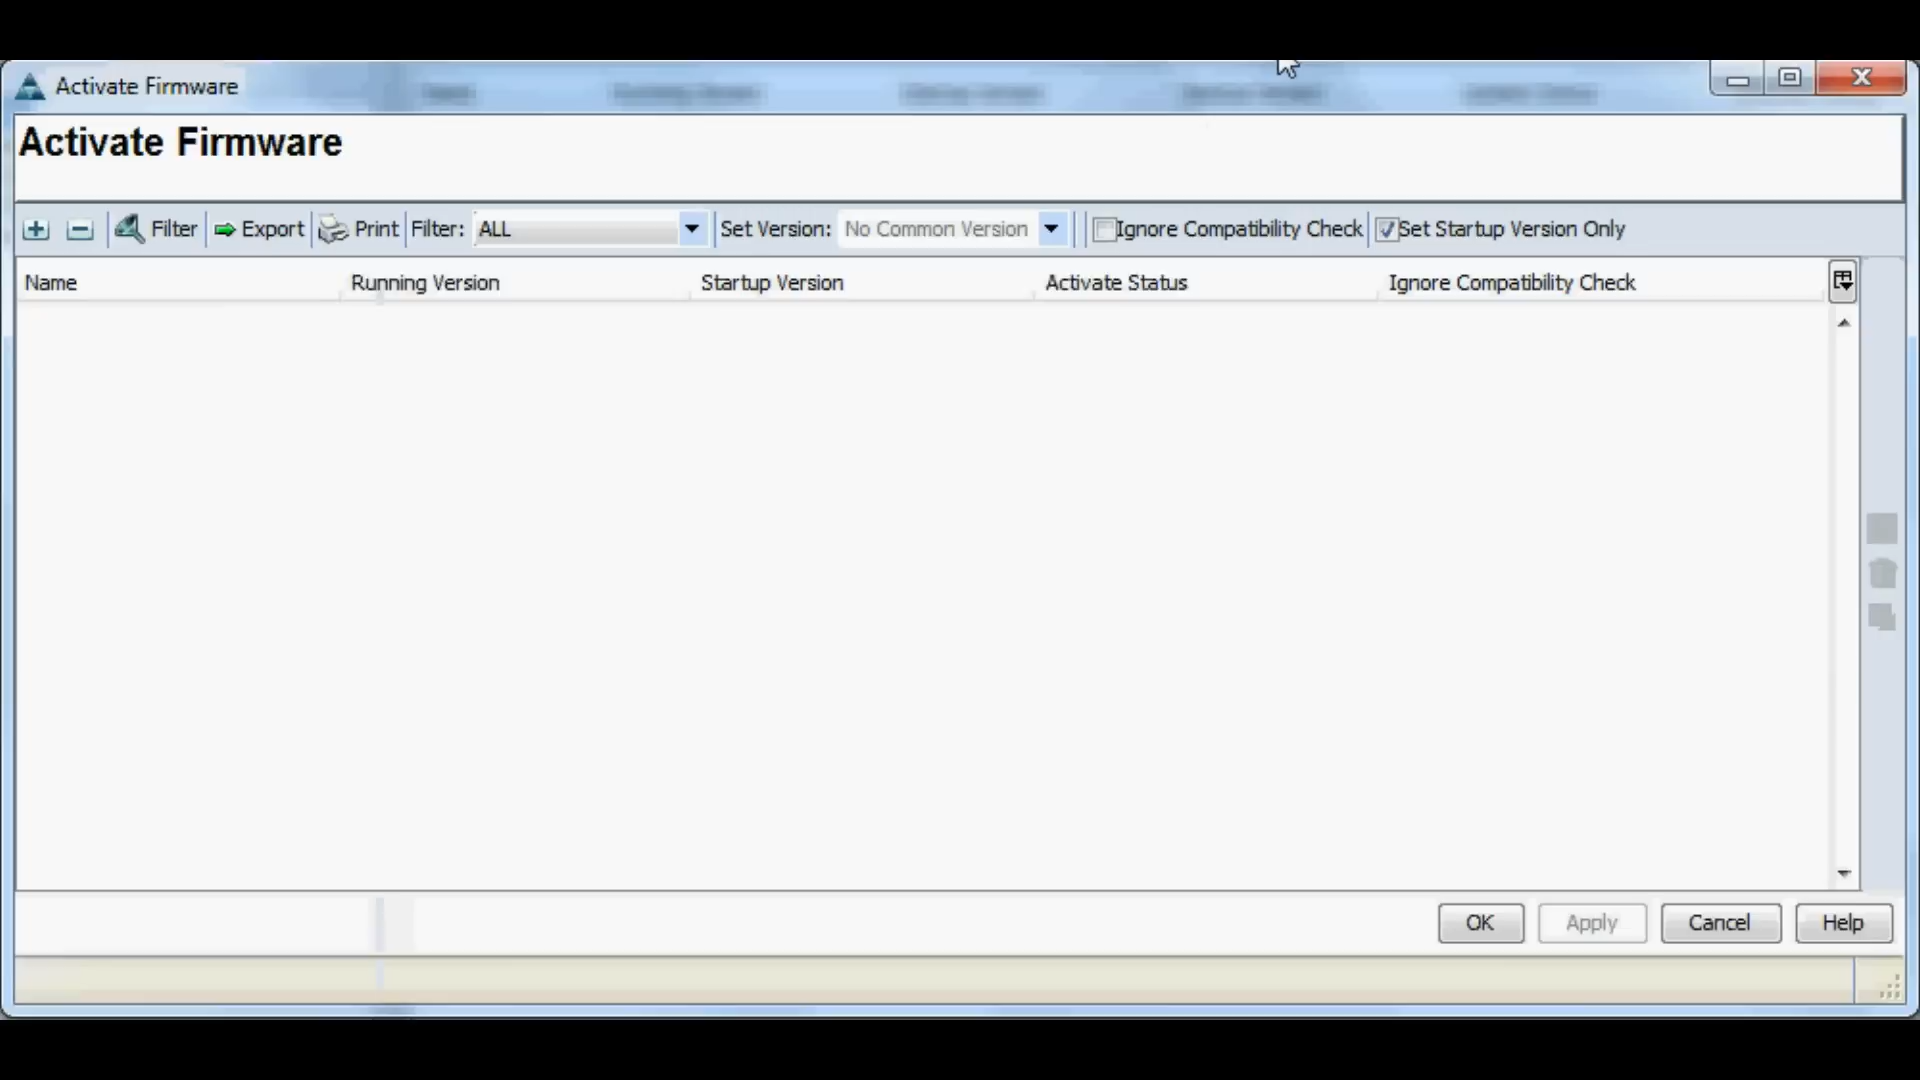 Activate Firmware
Activate Firmware
Filter Export Print Filter: ALL Set Version: No Common Version Ignore Compatibility Check Set Startup Version Only
Name Running Version Startup Version Activate Status Ignore Compatibility Check
OK Apply Cancel Help